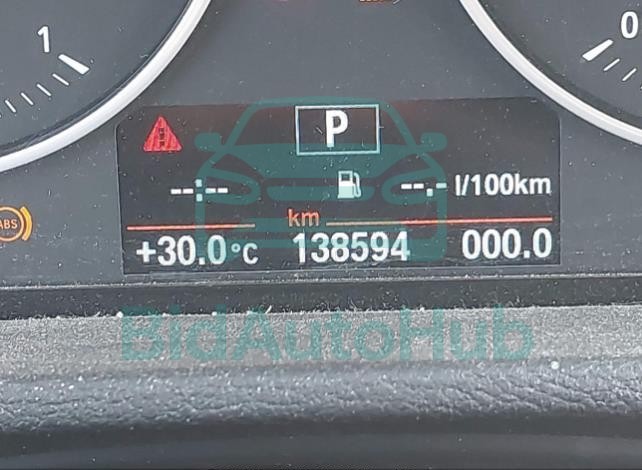 1
0
P
--:--
--.- l/100km
km
+30.0°C
138594
000.0
ABS
BidAutoHub